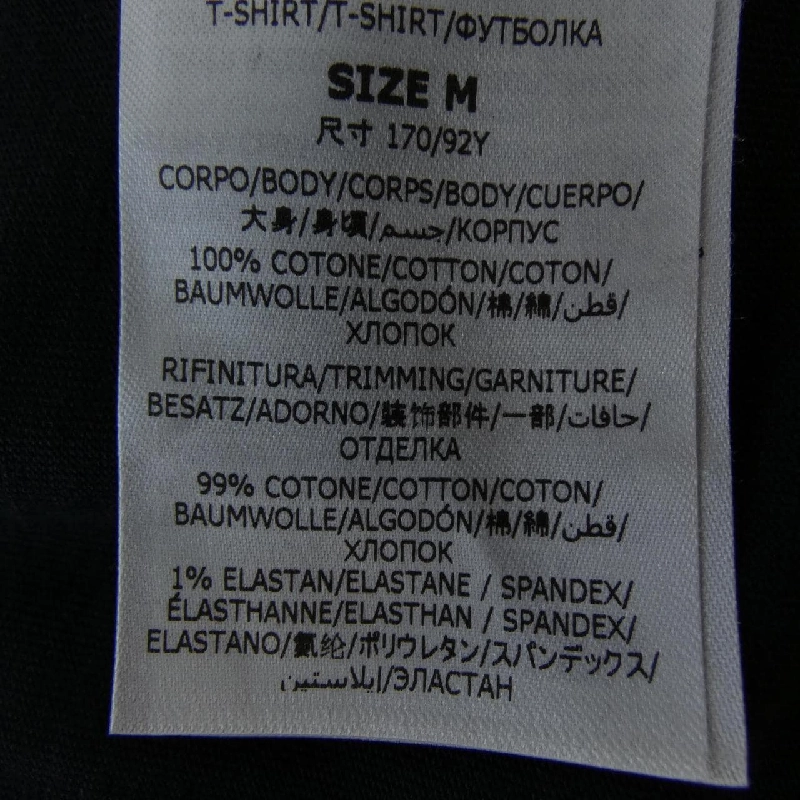 T-SHIRT/T-SHIRT/ФУТБОЛКА
SIZE M
尺寸 170/92Y
CORPO/BODY/CORPS/BODY/CUERPO/
大身/身頃/جسم/КОРПУС
100% COTONE/COTTON/COTON/
BAUMWOLLE/ALGODÓN/棉/綿/قطن/
ХЛОПОК
RIFINITURA/TRIMMING/GARNITURE/
BESATZ/ADORNO/装饰部件/一部/حافات/
ОТДЕЛКА
99% COTONE/COTTON/COTON/
BAUMWOLLE/ALGODÓN/棉/綿/قطن/
ХЛОПОК
1% ELASTAN/ELASTANE / SPANDEX/
ÉLASTHANNE/ELASTHAN / SPANDEX/
ELASTANO/氨纶/ポリウレタン/スパンデックス/
إيلاستين/ЭЛАСТАН